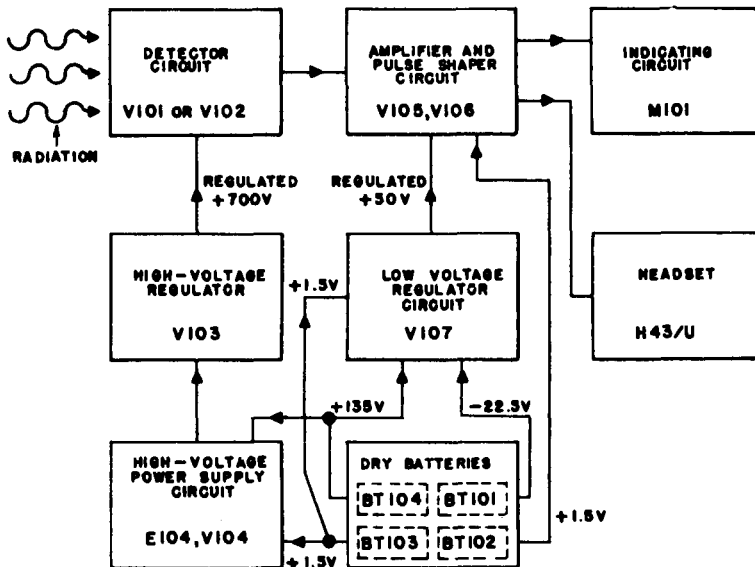 DETECTOR
CIRCUIT
V101 OR V102
RADIATION
AMPLIFIER AND
PULSE SHAPER
CIRCUIT
V105, V106
INDICATING
CIRCUIT
M101
REGULATED
+700V
REGULATED
+50V
HIGH-VOLTAGE
REGULATOR
V103
+1.5V
LOW VOLTAGE
REGULATOR
CIRCUIT
V107
HEADSET
H43/U
+135V
-22.5V
HIGH-VOLTAGE
POWER SUPPLY
CIRCUIT
E104, V104
+1.5V
DRY BATTERIES
BT104 BT101
BT103 BT102
+1.5V